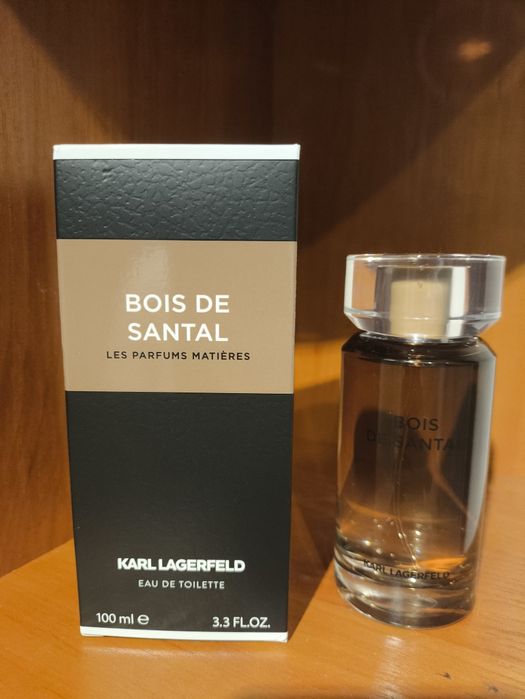 BOIS DE
SANTAL
LES PARFUMS MATIÈRES
KARL LAGERFELD
EAU DE TOILETTE
100 ml ℮
3.3 FL.OZ.
BOIS
DE SANTAL
KARL LAGERFELD